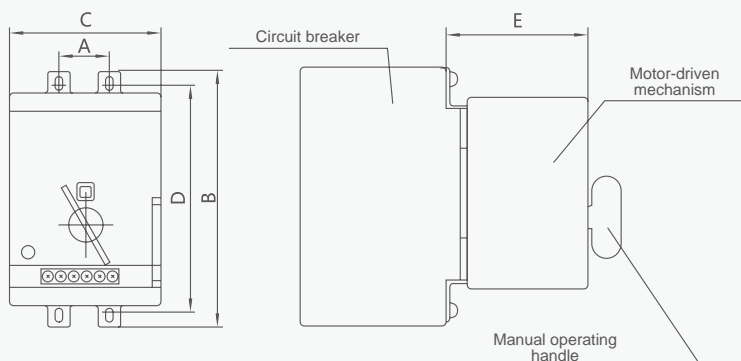 C
A
D
B
Circuit breaker
E
Motor-driven
mechanism
Manual operating
handle